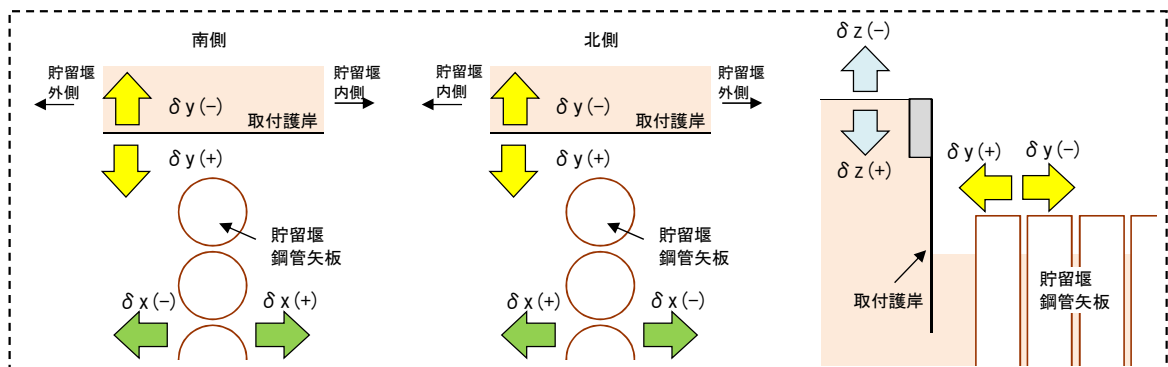 南側
貯留堰
外側
貯留堰
内側
δy(−)
取付護岸
δy(+)
貯留堰
鋼管矢板
δx(−)
δx(+)
北側
貯留堰
内側
貯留堰
外側
δy(−)
取付護岸
δy(+)
貯留堰
鋼管矢板
δx(+)
δx(−)
δz(−)
δz(+)
δy(+)
δy(−)
取付護岸
貯留堰
鋼管矢板